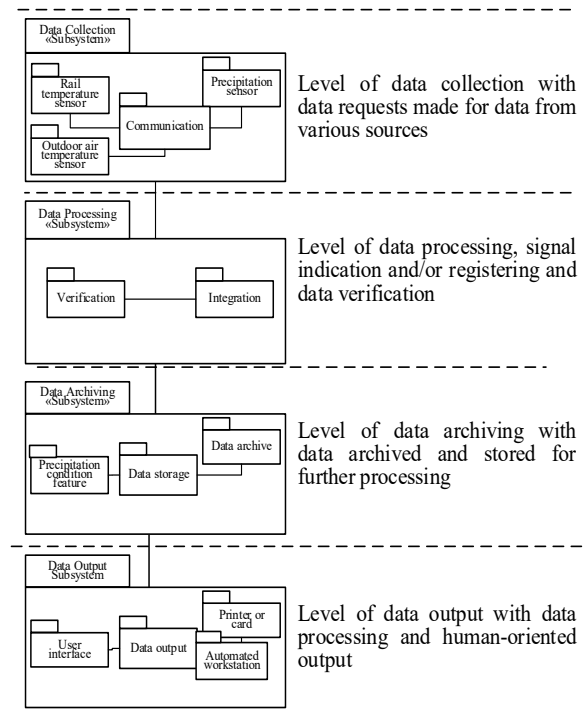 Data Collection
«Subsystem»
Rail
temperature
sensor
Precipitation
sensor
Communication
Outdoor air
temperature
sensor
Level of data collection with
data requests made for data from
various sources
Data Processing
«Subsystem»
Verification
Integration
Level of data processing, signal
indication and/or registering and
data verification
Data Archiving
«Subsystem»
Data archive
Precipitation
condition
feature
Data storage
Level of data archiving with
data archived and stored for
further processing
Data Output
Subsystem
Printer or
card
User
interface
Data output
Automated
workstation
Level of data output with data
processing and human-oriented
output